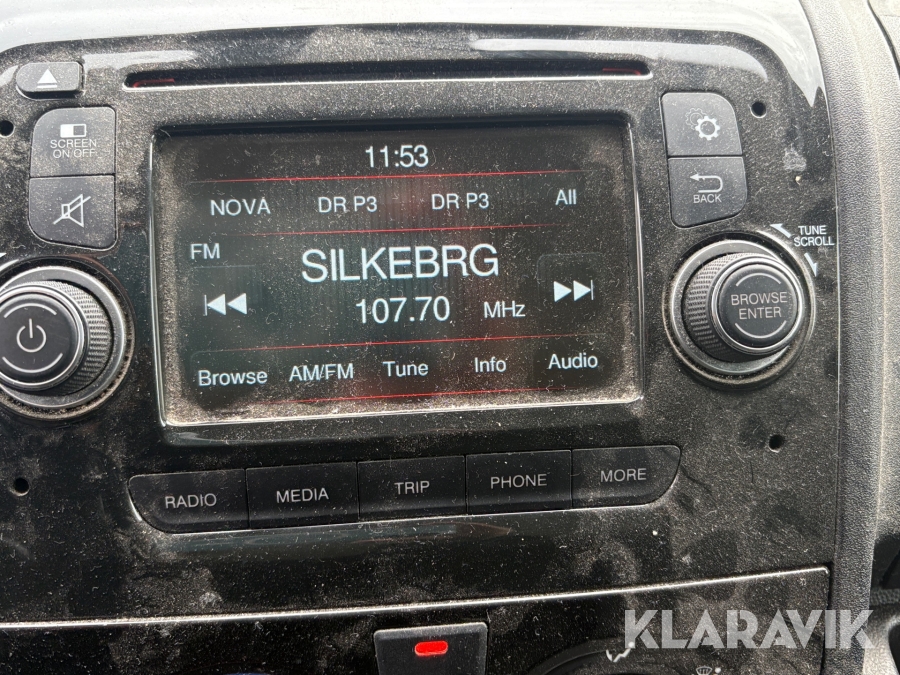 SCREEN
ON/OFF
11:53
NOVA DR P3 DR P3 All
FM
SILKEBRG
107.70 MHz
Browse AM/FM Tune Info Audio
BACK
TUNE
SCROLL
BROWSE
ENTER
RADIO MEDIA TRIP PHONE MORE
KLARAVIK